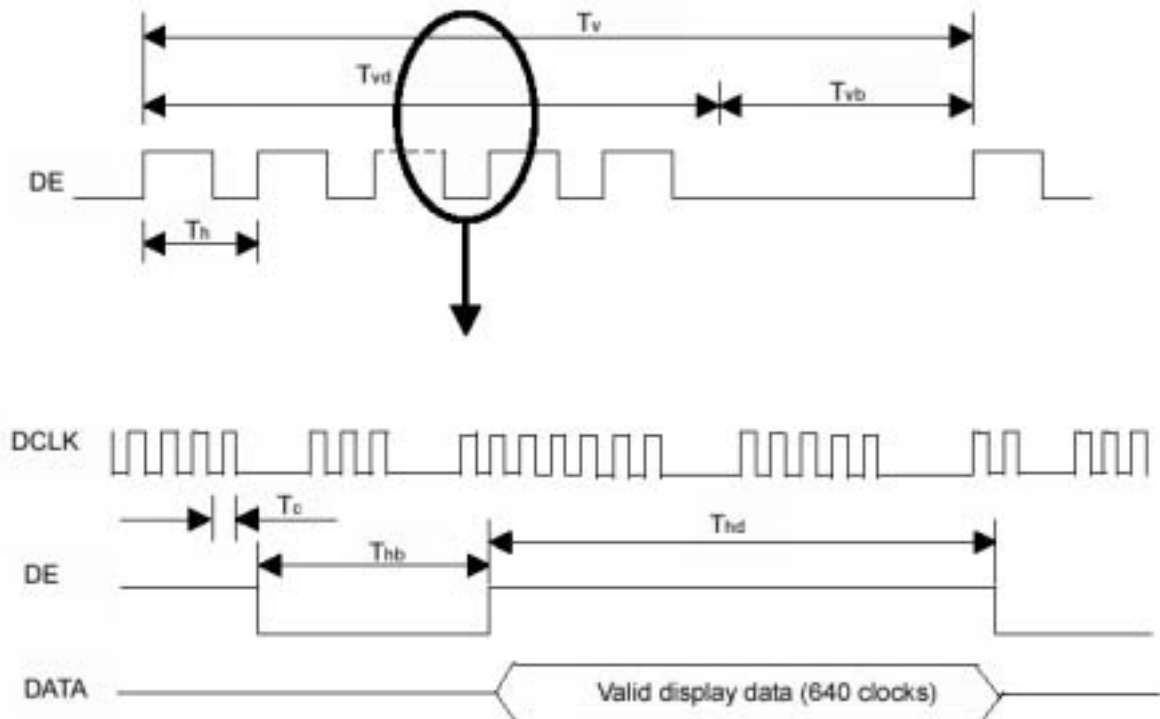 Tv
Tvd
Tvb
DE
Th
DCLK
Tc
Thd
Thb
DE
DATA
Valid display data (640 clocks)